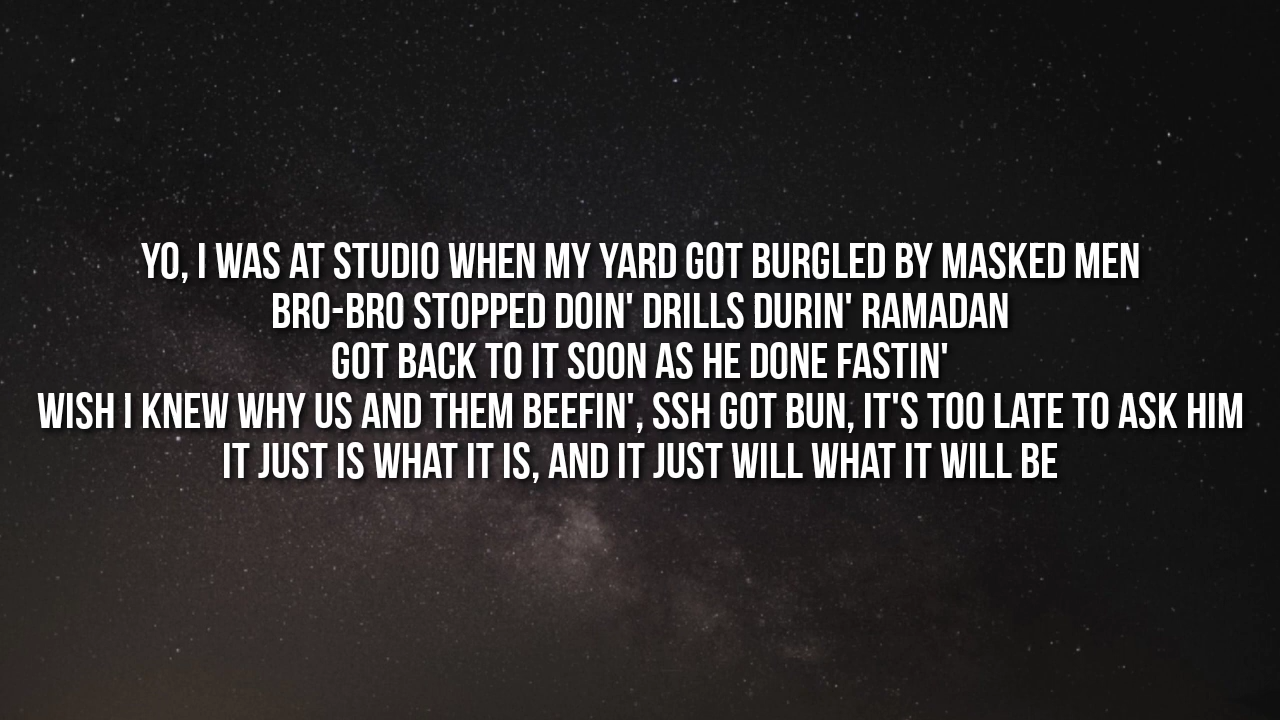 YO, I WAS AT STUDIO WHEN MY YARD GOT BURGLED BY MASKED MEN
BRO-BRO STOPPED DOIN' DRILLS DURIN' RAMADAN
GOT BACK TO IT SOON AS HE DONE FASTIN'
WISH I KNEW WHY US AND THEM BEEFIN', SSH GOT BUN, IT'S TOO LATE TO ASK HIM
IT JUST IS WHAT IT IS, AND IT JUST WILL WHAT IT WILL BE